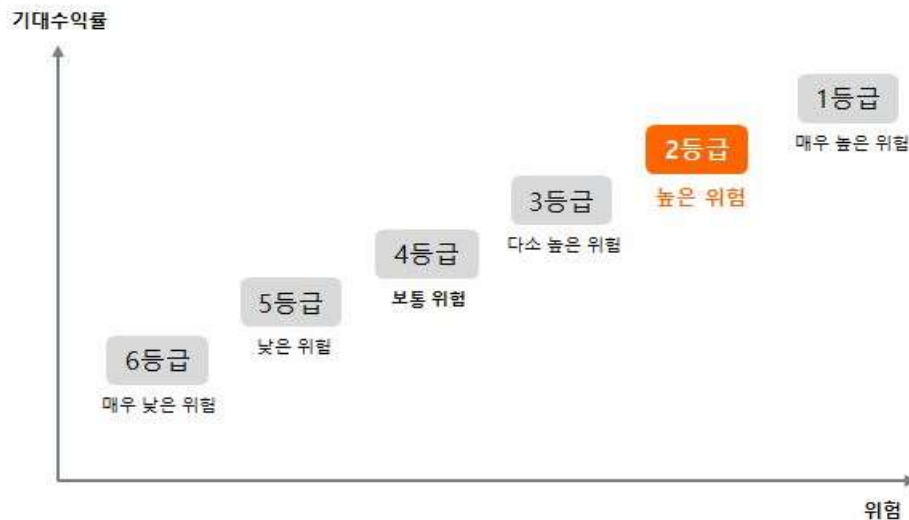 기대수익률
1등급
매우 높은 위험
2등급
높은 위험
3등급
다소 높은 위험
4등급
보통 위험
5등급
낮은 위험
6등급
매우 낮은 위험
위험